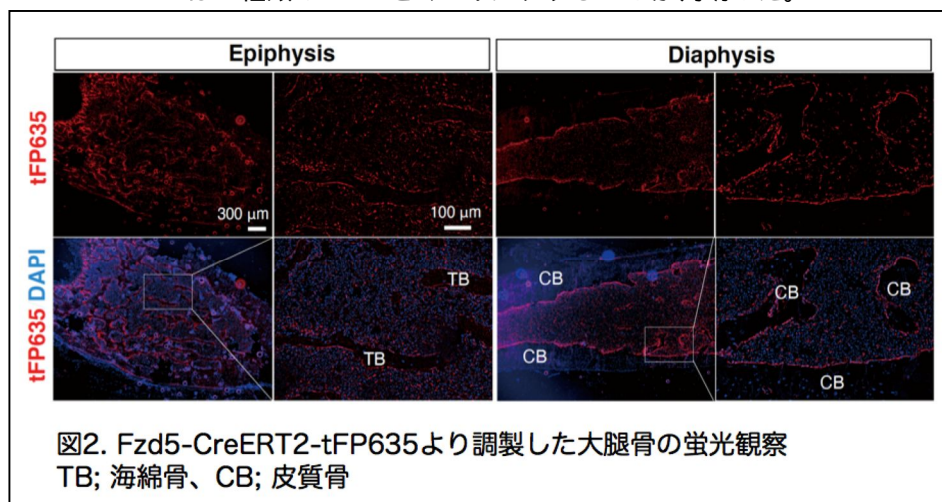 Epiphysis
Diaphysis
tFP635
300 µm
100 µm
tFP635 DAPI
TB
TB
CB
CB
CB
CB
CB
図2. Fzd5-CreERT2-tFP635より調製した大腿骨の蛍光観察
TB; 海綿骨、CB; 皮質骨